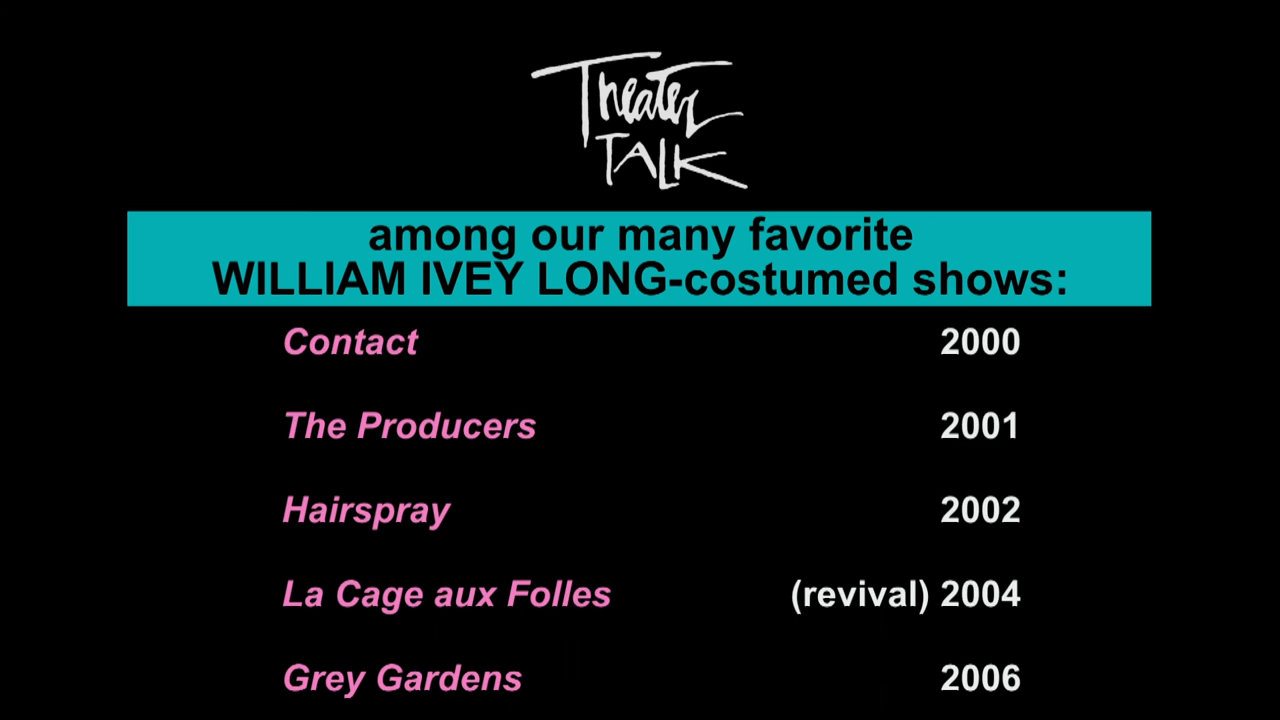 Theater
TALK
among our many favorite
WILLIAM IVEY LONG-costumed shows:
Contact 2000
The Producers 2001
Hairspray 2002
La Cage aux Folles (revival) 2004
Grey Gardens 2006